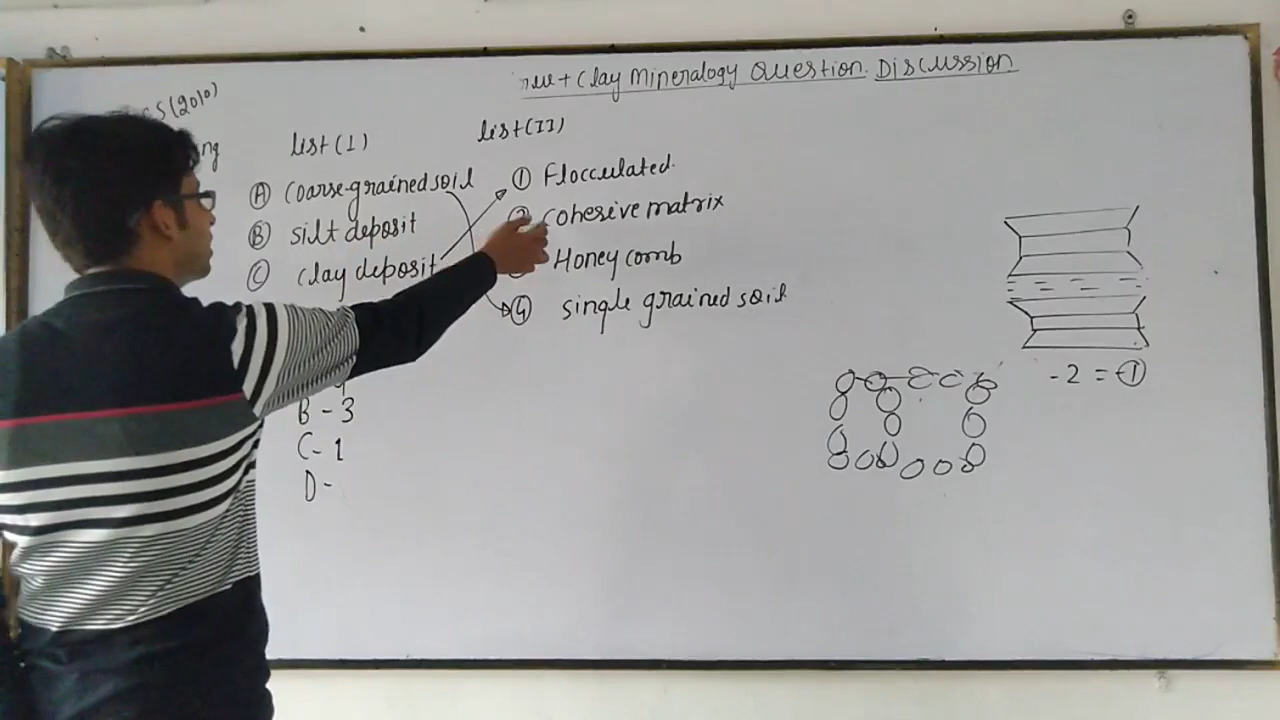 + Clay Mineralogy Question Discussion
(2010)
List (I)
List (II)
(A) Coarse-grained soil
(B) silt deposit
(C) clay deposit
(1) Flocculated
cohesive matrix
Honey comb
(4) single grained soil
B - 3
C - 1
D -
- 2 = (1)